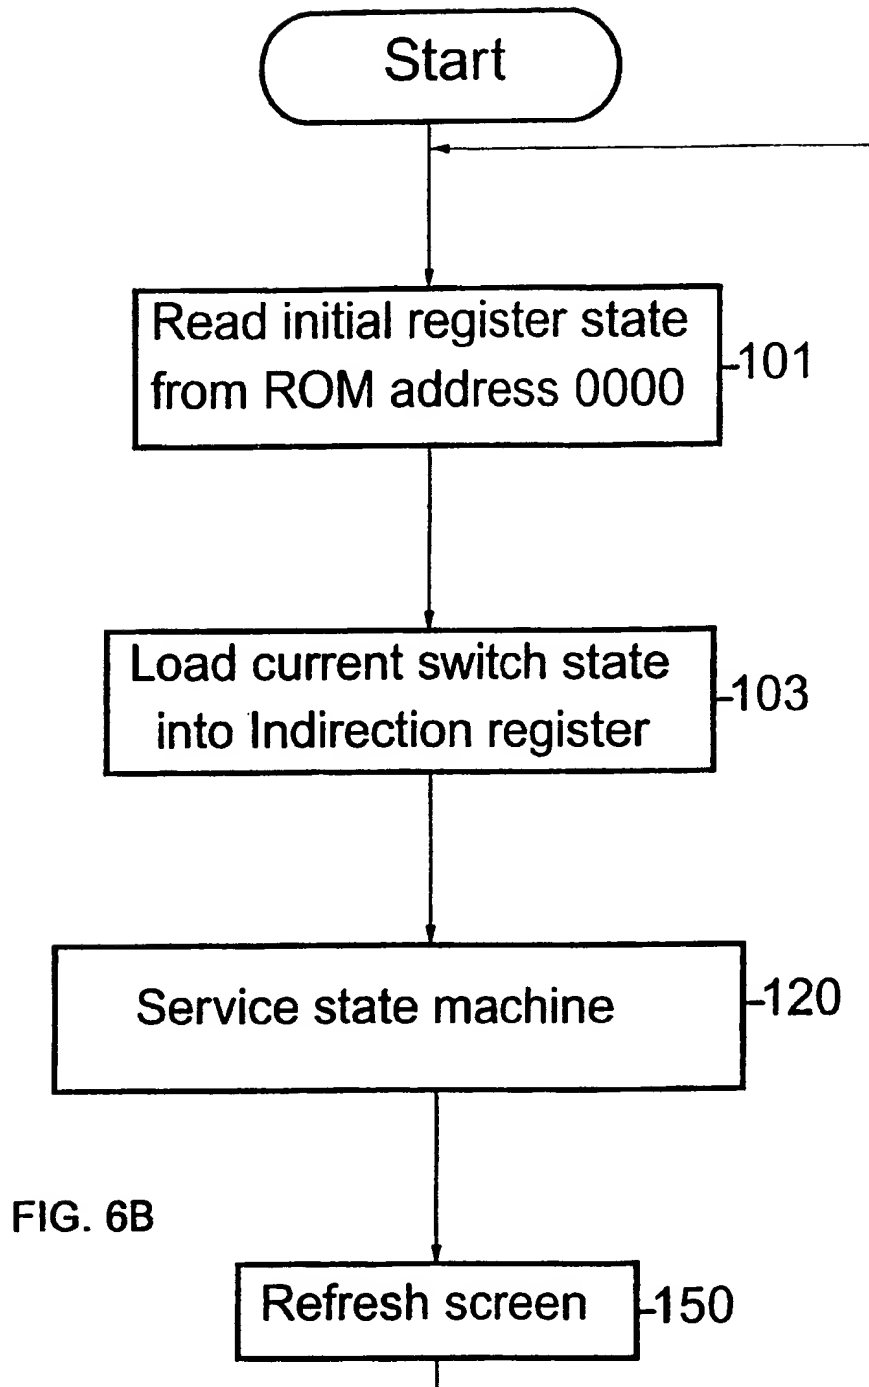 Start
Read initial register state
from ROM address 0000
101
Load current switch state
into Indirection register
103
Service state machine
120
FIG. 6B
Refresh screen
150